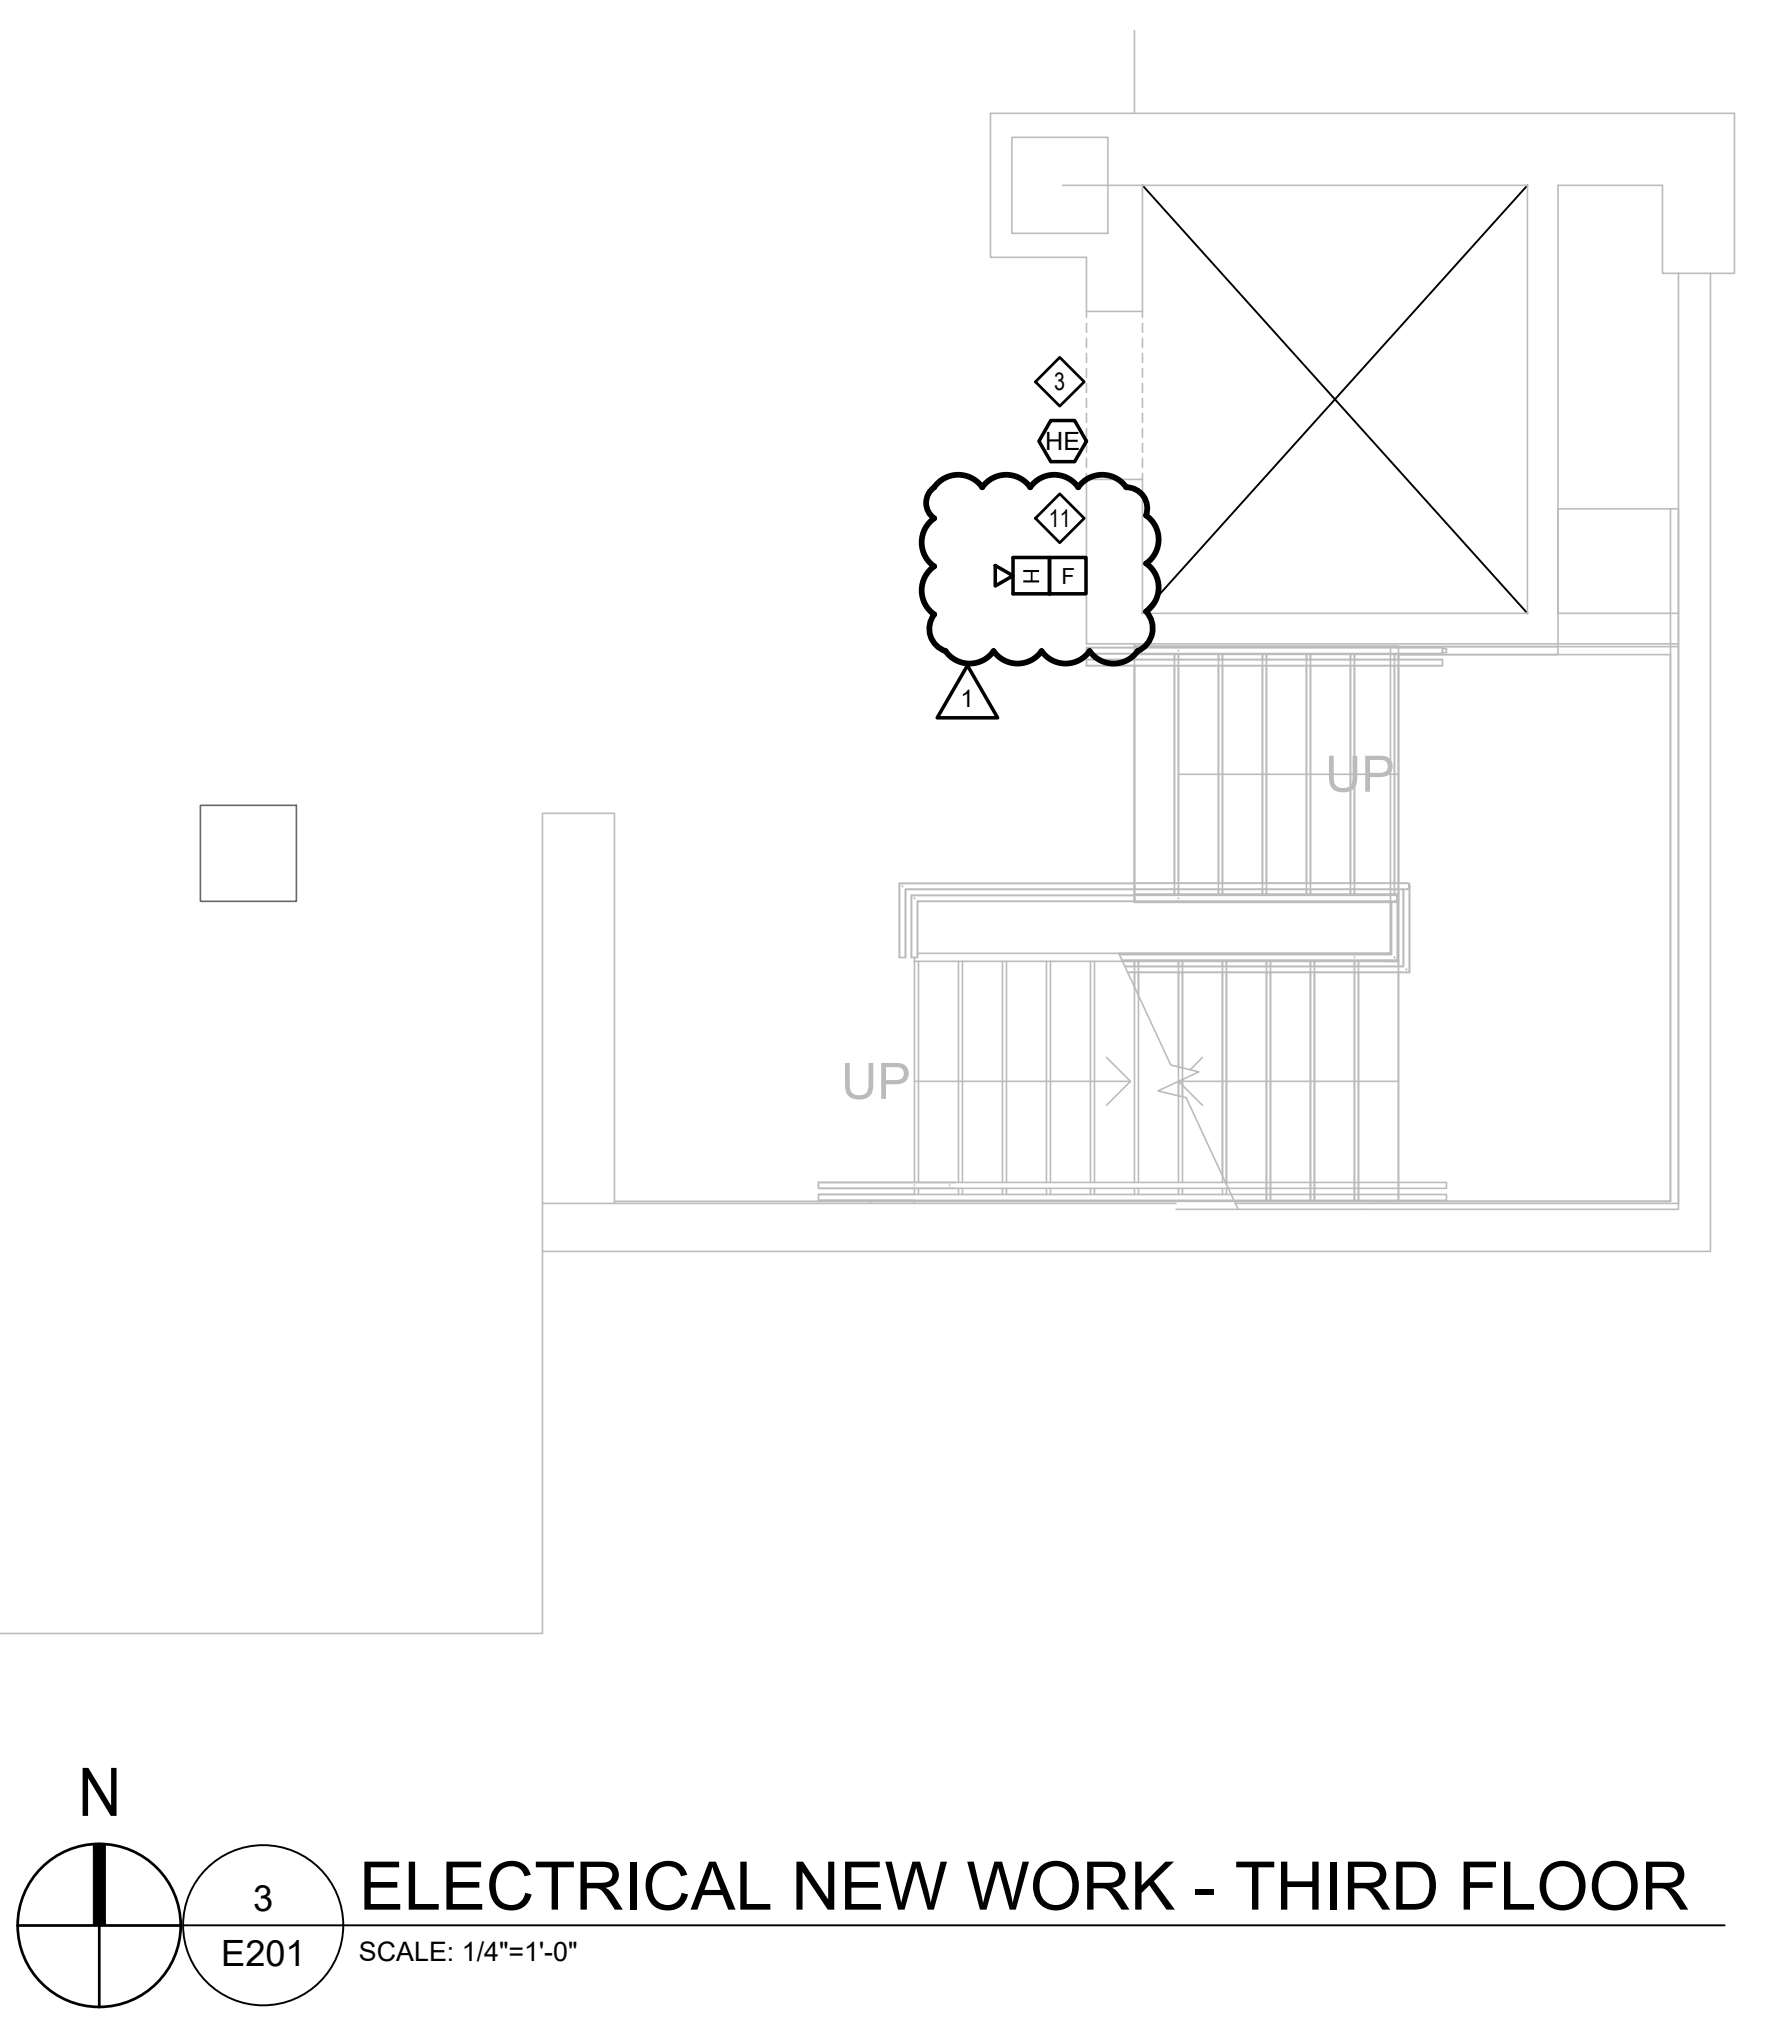 3
HE
11
H F
1
UP
UP
N
3
E201
ELECTRICAL NEW WORK - THIRD FLOOR
SCALE: 1/4"=1'-0"